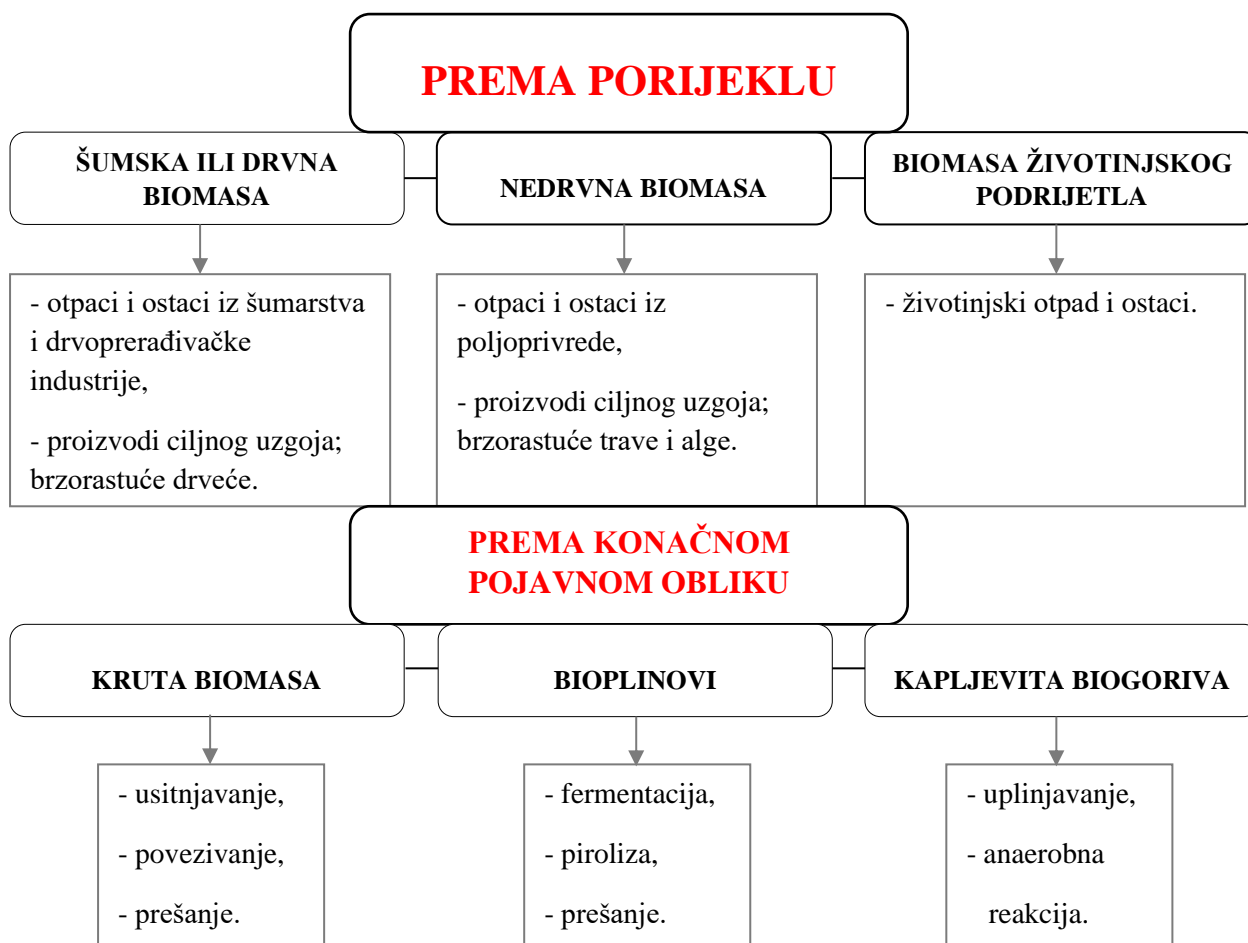 PREMA PORIJEKLU
ŠUMSKA ILI DRVNA
BIOMASA
NEDRVNA BIOMASA
BIOMASA ŽIVOTINJSKOG
PODRIJETLA
- otpaci i ostaci iz šumarstva
i drvoprerađivačke
industrije,
- proizvodi ciljnog uzgoja;
brzorastuće drveće.
- otpaci i ostaci iz
poljoprivrede,
- proizvodi ciljnog uzgoja;
brzorastuće trave i alge.
- životinjski otpad i ostaci.
PREMA KONAČNOM
POJAVNOM OBLIKU
KRUTA BIOMASA
BIOPLINOVI
KAPLJEVITA BIOGORIVA
- usitnjavanje,
- povezivanje,
- prešanje.
- fermentacija,
- piroliza,
- prešanje.
- uplinjavanje,
- anaerobna
reakcija.